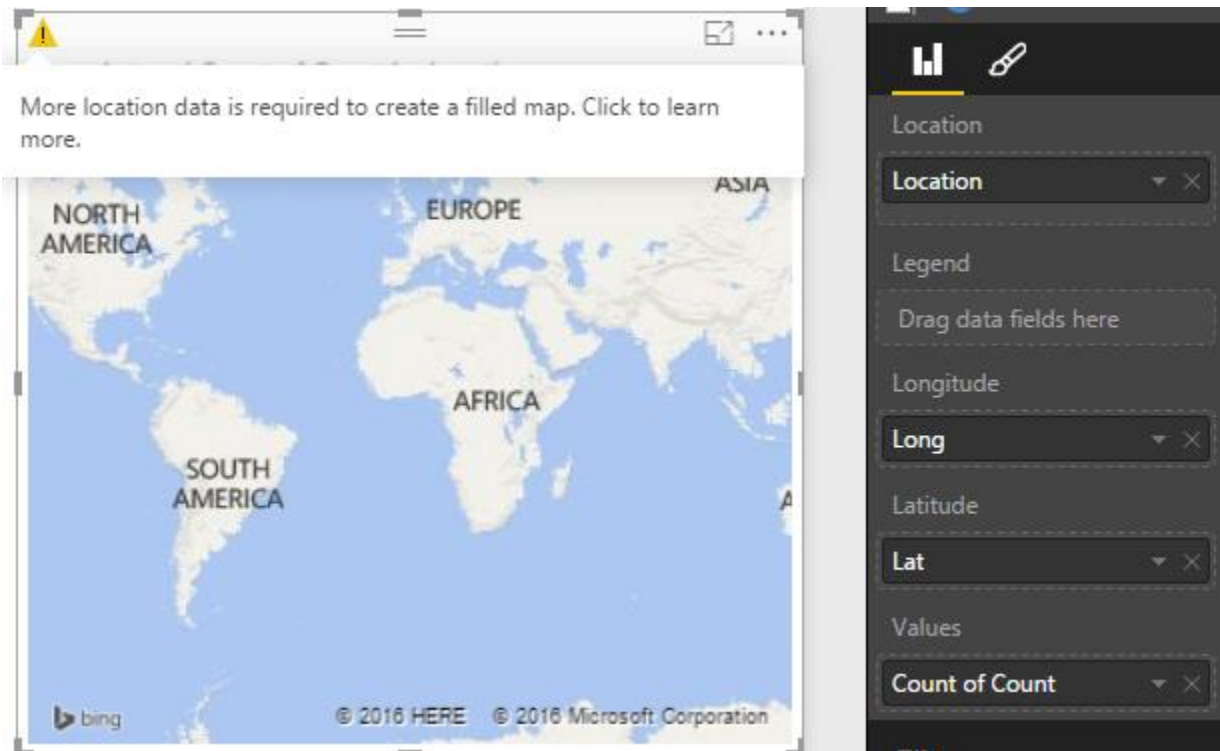 More location data is required to create a filled map. Click to learn
more.
NORTH
AMERICA
EUROPE
ASIA
AFRICA
SOUTH
AMERICA
A
bing
© 2016 HERE © 2016 Microsoft Corporation
Location
Location
Legend
Drag data fields here
Longitude
Long
Latitude
Lat
Values
Count of Count